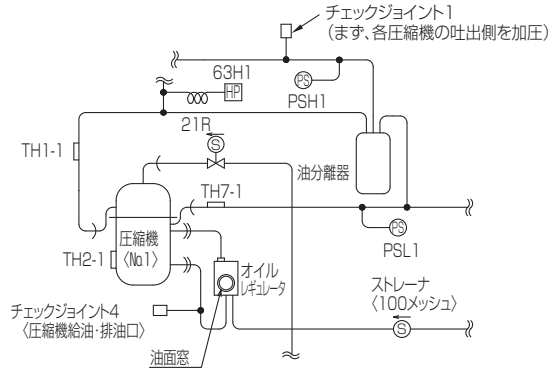 チェックジョイント1
(まず、各圧縮機の吐出側を加圧)
63H1
HP
PS
PSH1
21R
S
TH1-1
油分離器
TH7-1
圧縮機
〈No.1〉
PS
PSL1
TH2-1
オイル
レギュレータ
ストレーナ
〈100メッシュ〉
チェックジョイント4
〈圧縮機給油・排油口〉
S
油面窓